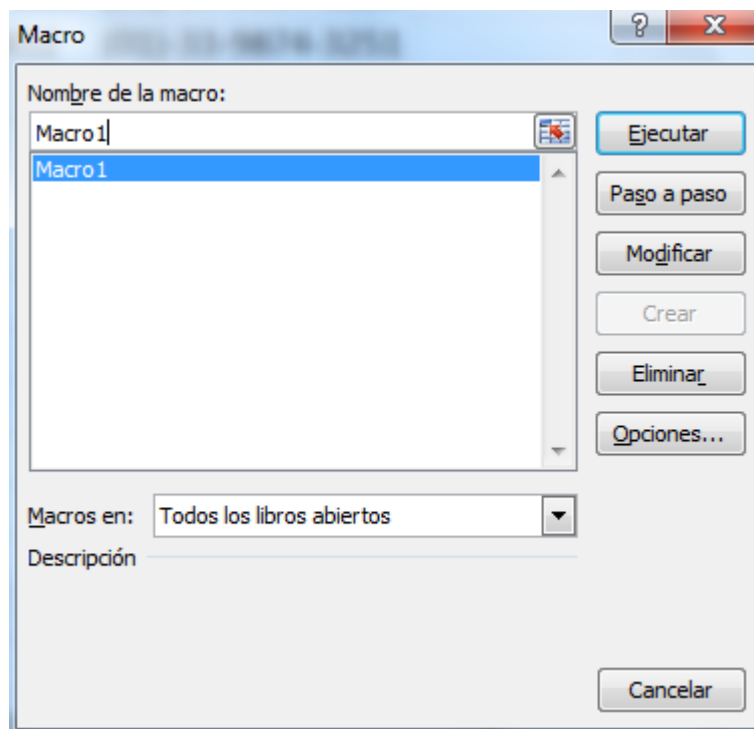 Macro
Nombre de la macro:
Macro1
Macro1
Ejecutar
Paso a paso
Modificar
Crear
Eliminar
Opciones...
Macros en: Todos los libros abiertos
Descripción
Cancelar